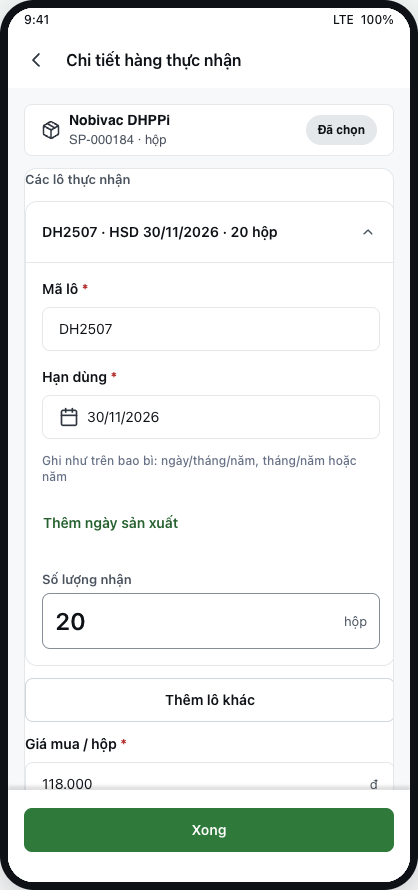 9:41 LTE 100%
Chi tiết hàng thực nhận
Nobivac DHPPi
SP-000184 · hộp
Đã chọn
Các lô thực nhận
DH2507 · HSD 30/11/2026 · 20 hộp
Mã lô *
DH2507
Hạn dùng *
30/11/2026
Ghi như trên bao bì: ngày/tháng/năm, tháng/năm hoặc
năm
Thêm ngày sản xuất
Số lượng nhận
20 hộp
Thêm lô khác
Giá mua / hộp *
118.000 đ
Xong